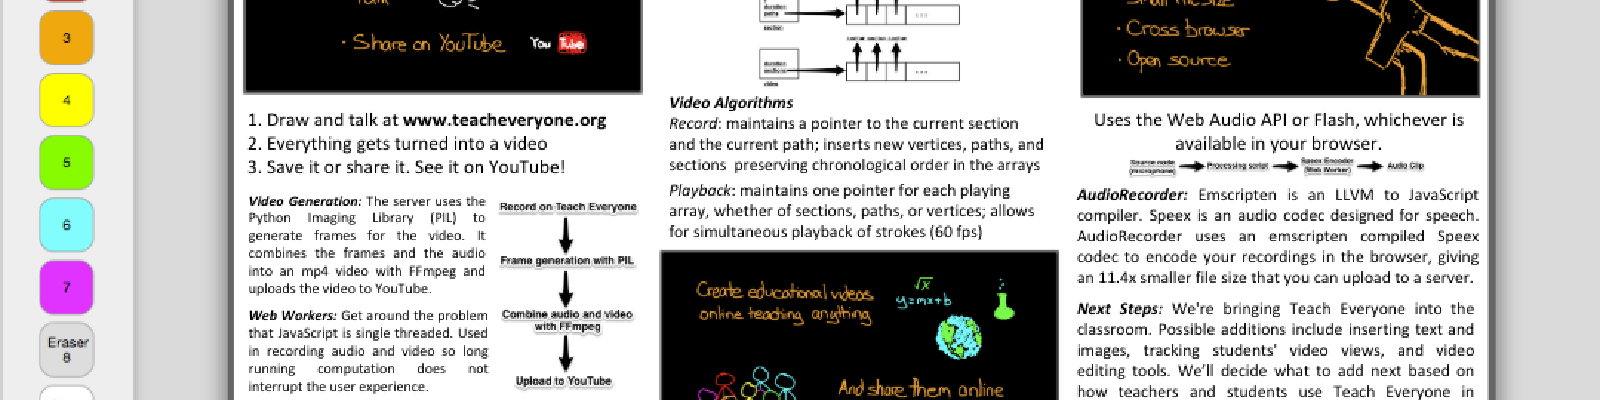 3
4
5
6
7
Eraser
8
· Share on YouTube You Tube
1. Draw and talk at www.teacheveryone.org
2. Everything gets turned into a video
3. Save it or share it. See it on YouTube!
Video Generation: The server uses the
Python Imaging Library (PIL) to
generate frames for the video. It
combines the frames and the audio
into an mp4 video with FFmpeg and
uploads the video to YouTube.
Web Workers: Get around the problem
that JavaScript is single threaded. Used
in recording audio and video so long
running computation does not
interrupt the user experience.
Record on Teach Everyone
Frame generation with PIL
Combine audio and video
with FFmpeg
Upload to YouTube
section
video
Video Algorithms
Record: maintains a pointer to the current section
and the current path; inserts new vertices, paths, and
sections preserving chronological order in the arrays
Playback: maintains one pointer for each playing
array, whether of sections, paths, or vertices; allows
for simultaneous playback of strokes (60 fps)
Create educational videos
online teaching anything
√x
y=mx+b
And share them online
· Cross browser
· Open source
Uses the Web Audio API or Flash, whichever is
available in your browser.
Source node
(microphone)
Processing script
Speex Encoder
(Web Worker)
Audio Clip
AudioRecorder: Emscripten is an LLVM to JavaScript
compiler. Speex is an audio codec designed for speech.
AudioRecorder uses an emscripten compiled Speex
codec to encode your recordings in the browser, giving
an 11.4x smaller file size that you can upload to a server.
Next Steps: We're bringing Teach Everyone into the
classroom. Possible additions include inserting text and
images, tracking students' video views, and video
editing tools. We'll decide what to add next based on
how teachers and students use Teach Everyone in